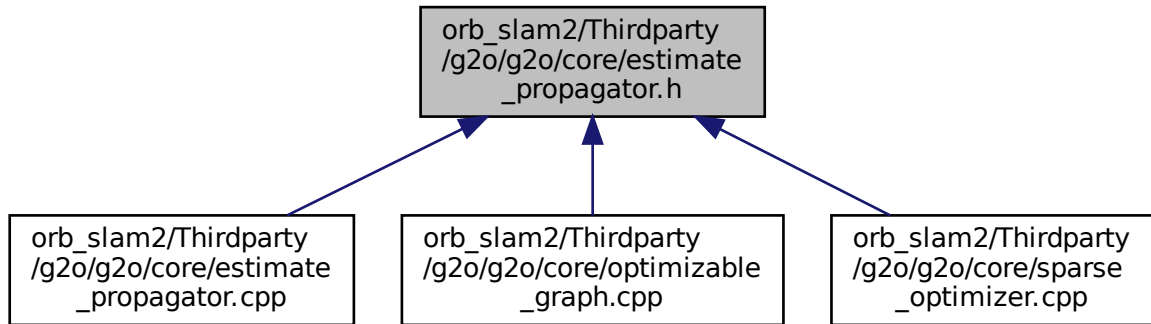 orb_slam2/Thirdparty
/g2o/g2o/core/estimate
_propagator.h
orb_slam2/Thirdparty
/g2o/g2o/core/estimate
_propagator.cpp
orb_slam2/Thirdparty
/g2o/g2o/core/optimizable
_graph.cpp
orb_slam2/Thirdparty
/g2o/g2o/core/sparse
_optimizer.cpp